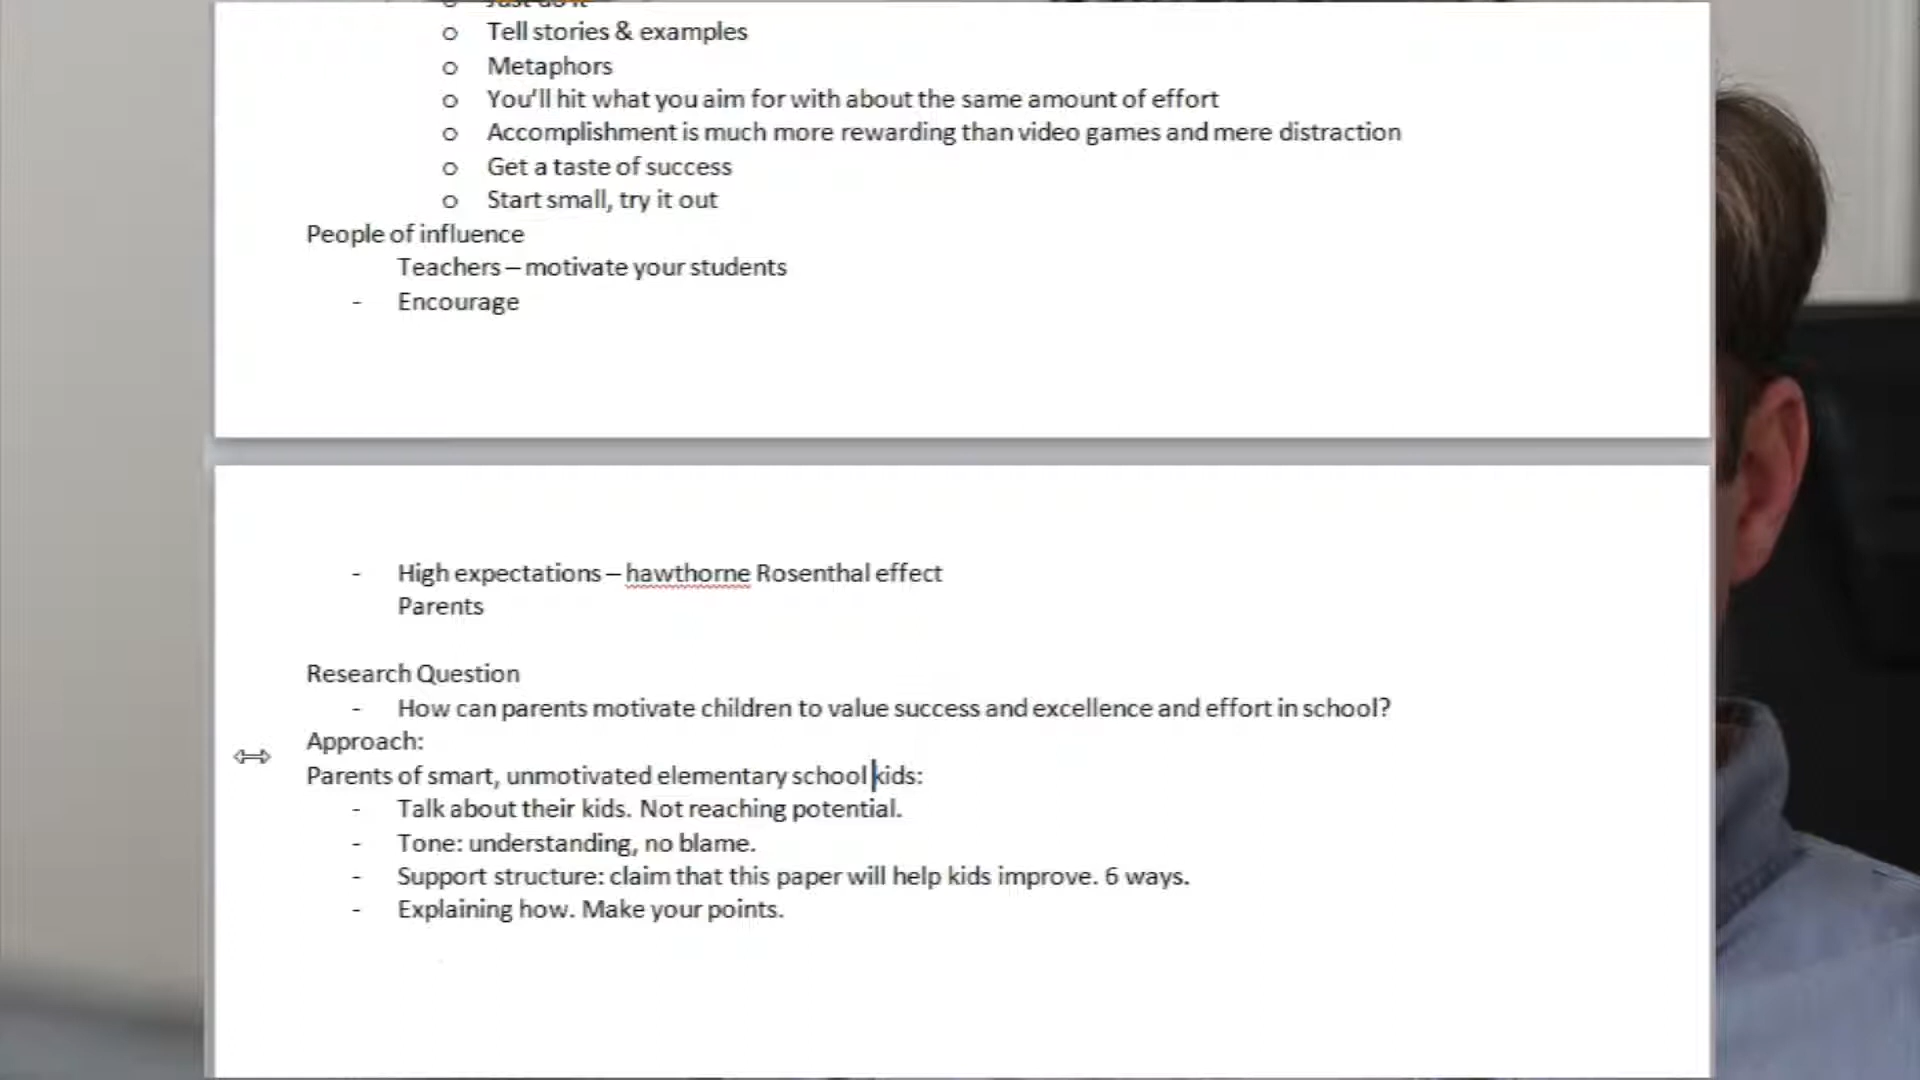 Just do it
o Tell stories & examples
o Metaphors
o You'll hit what you aim for with about the same amount of effort
o Accomplishment is much more rewarding than video games and mere distraction
o Get a taste of success
o Start small, try it out
People of influence
Teachers – motivate your students
- Encourage
- High expectations – hawthorne Rosenthal effect
Parents
Research Question
- How can parents motivate children to value success and excellence and effort in school?
Approach:
Parents of smart, unmotivated elementary school kids:
- Talk about their kids. Not reaching potential.
- Tone: understanding, no blame.
- Support structure: claim that this paper will help kids improve. 6 ways.
- Explaining how. Make your points.